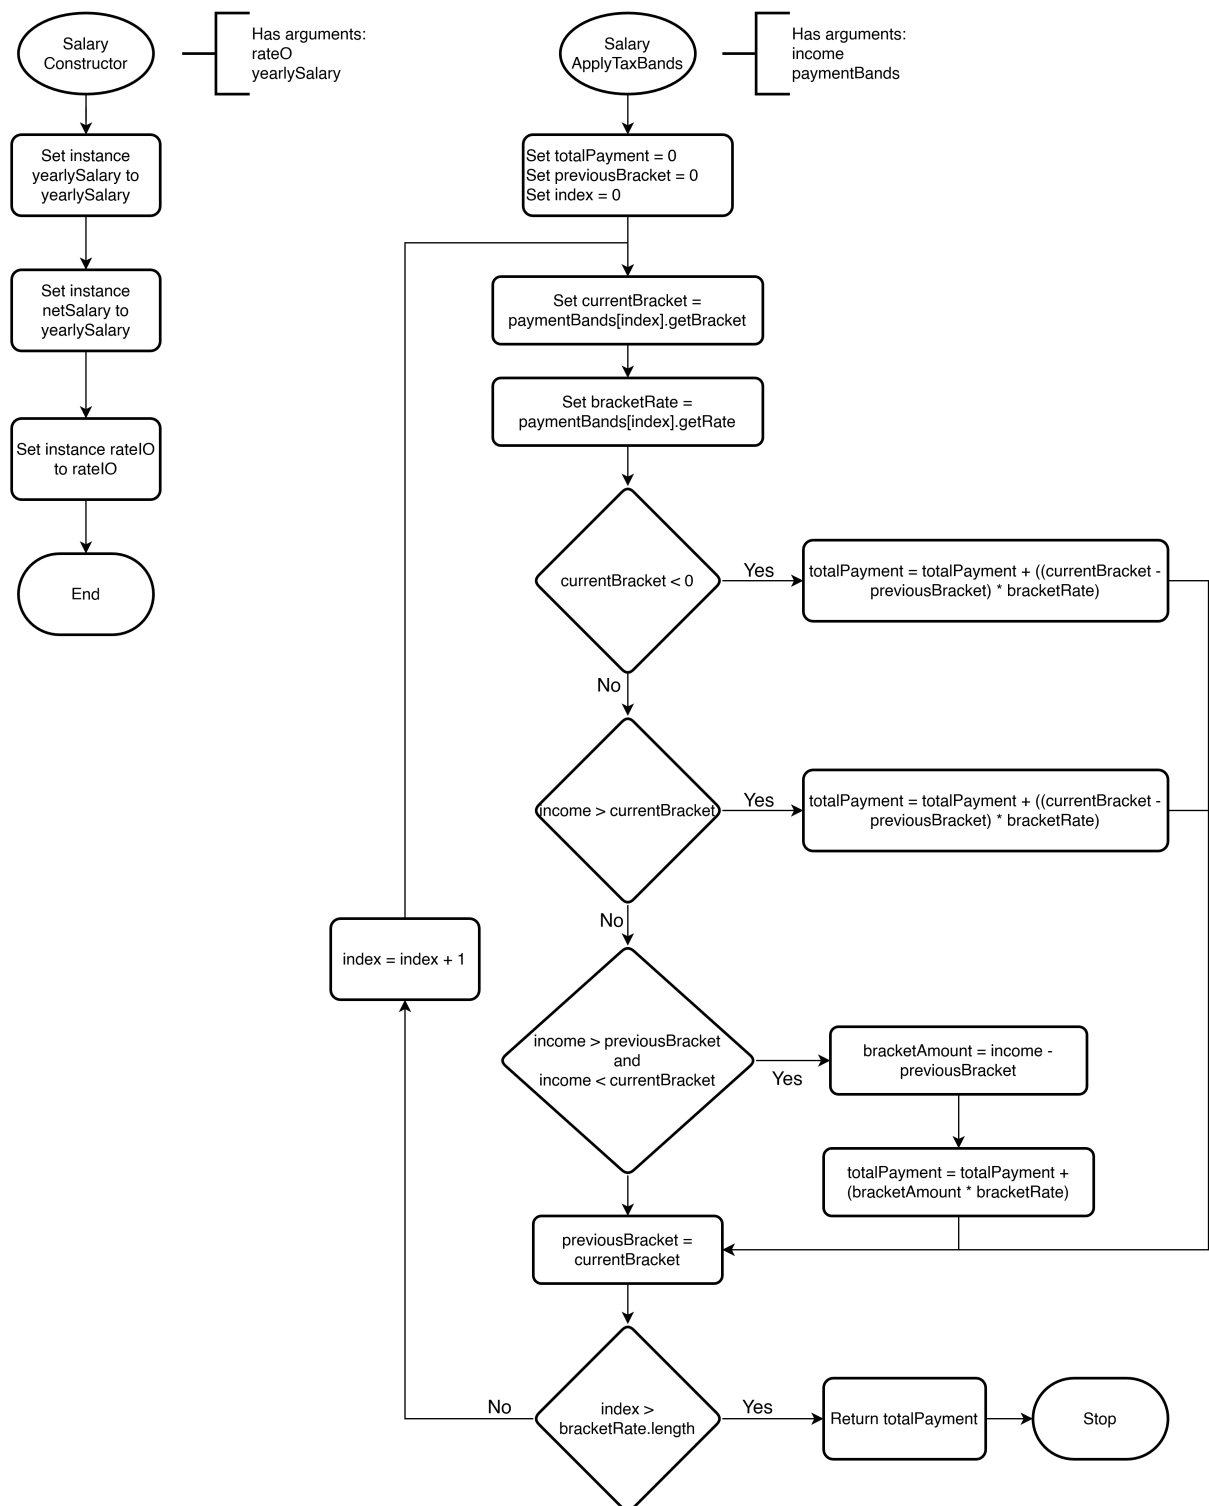 Salary
Constructor
Has arguments:
rateO
yearlySalary
Set instance
yearlySalary to
yearlySalary
Set instance
netSalary to
yearlySalary
Set instance rateIO
to rateIO
End
Salary
ApplyTaxBands
Has arguments:
income
paymentBands
Set totalPayment = 0
Set previousBracket = 0
Set index = 0
Set currentBracket =
paymentBands[index].getBracket
Set bracketRate =
paymentBands[index].getRate
currentBracket < 0
Yes
totalPayment = totalPayment + ((currentBracket -
previousBracket) * bracketRate)
No
income > currentBracket
Yes
totalPayment = totalPayment + ((currentBracket -
previousBracket) * bracketRate)
No
index = index + 1
income > previousBracket
and
income < currentBracket
Yes
bracketAmount = income -
previousBracket
totalPayment = totalPayment +
(bracketAmount * bracketRate)
previousBracket =
currentBracket
No
index >
bracketRate.length
Yes
Return totalPayment
Stop